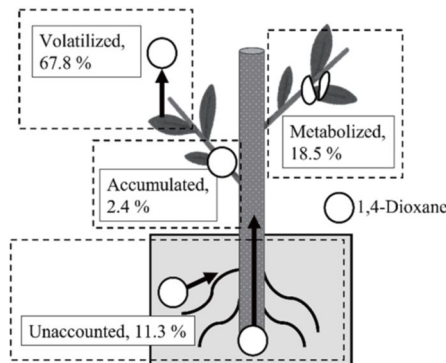 Volatilized,
67.8 %
Metabolized,
18.5 %
Accumulated,
2.4 %
1,4-Dioxane
Unaccounted, 11.3 %